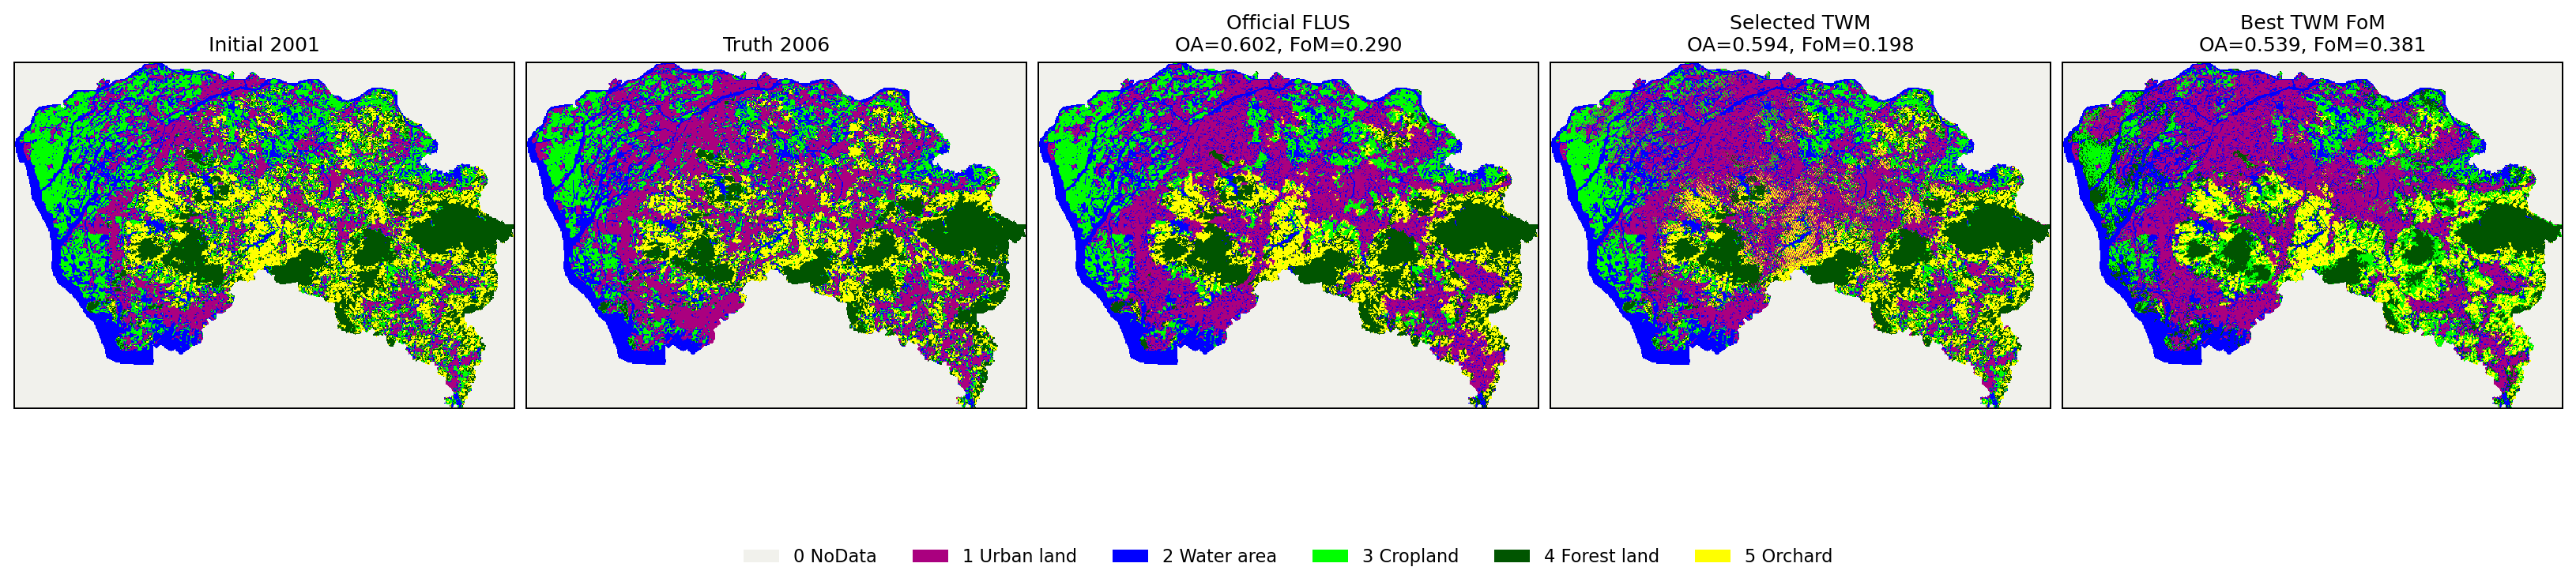 Initial 2001
Truth 2006
Official FLUS
OA=0.602, FoM=0.290
Selected TWM
OA=0.594, FoM=0.198
Best TWM FoM
OA=0.539, FoM=0.381
0 NoData
1 Urban land
2 Water area
3 Cropland
4 Forest land
5 Orchard